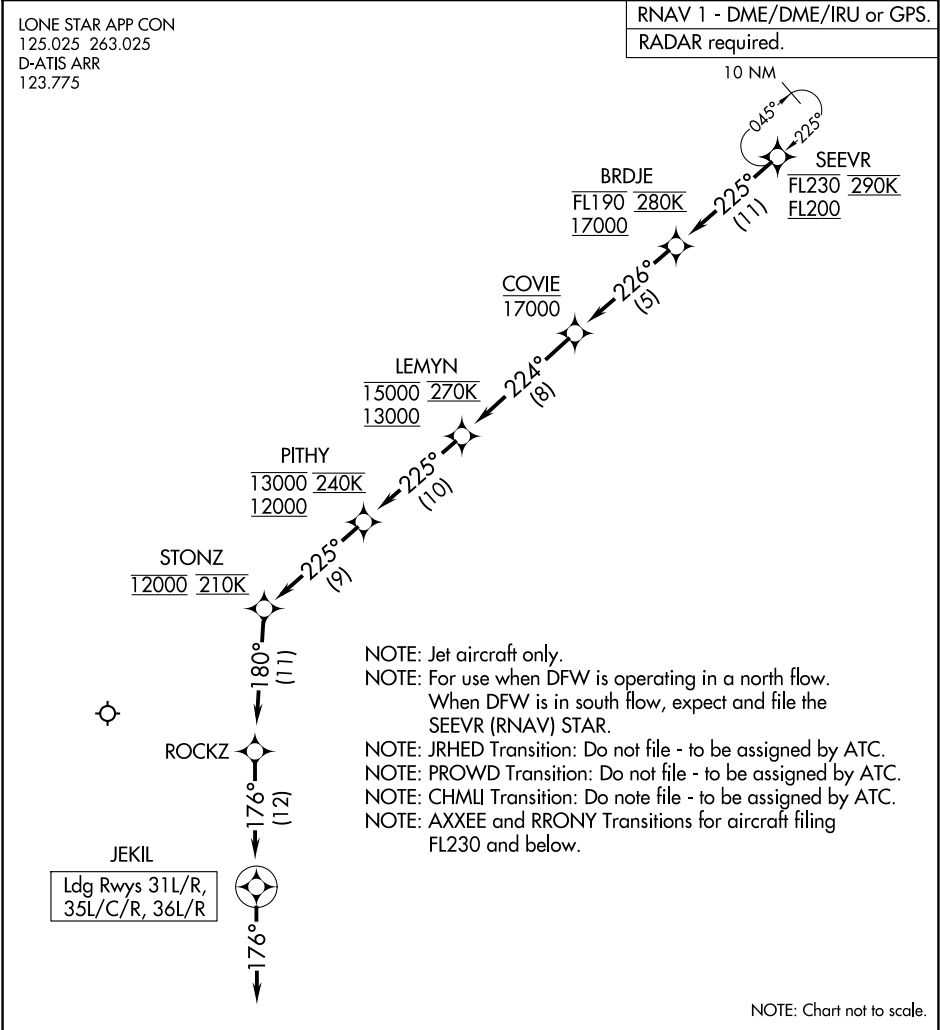 LONE STAR APP CON
125.025 263.025
D-ATIS ARR
123.775
RNAV 1 - DME/DME/IRU or GPS.
RADAR required.
10 NM
045°
225°
SEEVR
FL230 290K
FL200
225°
(11)
BRDJE
FL190 280K
17000
226°
(5)
COVIE
17000
224°
(8)
LEMYN
15000 270K
13000
225°
(10)
PITHY
13000 240K
12000
225°
(9)
STONZ
12000 210K
180°
(11)
ROCKZ
176°
(12)
JEKIL
Ldg Rwys 31L/R,
35L/C/R, 36L/R
176°
NOTE: Jet aircraft only.
NOTE: For use when DFW is operating in a north flow.
When DFW is in south flow, expect and file the
SEEVR (RNAV) STAR.
NOTE: JRHED Transition: Do not file - to be assigned by ATC.
NOTE: PROWD Transition: Do not file - to be assigned by ATC.
NOTE: CHMLI Transition: Do note file - to be assigned by ATC.
NOTE: AXXEE and RRONY Transitions for aircraft filing
FL230 and below.
NOTE: Chart not to scale.